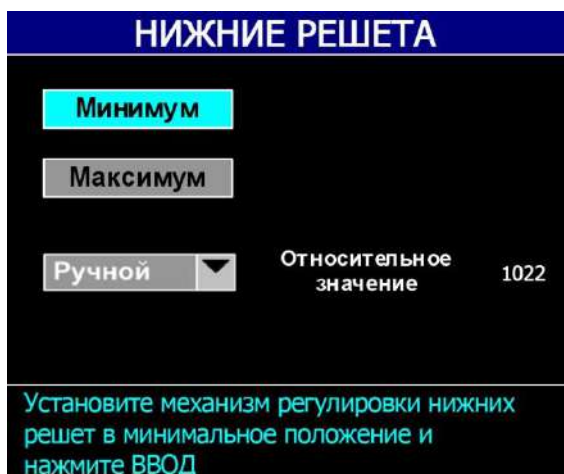 НИЖНИЕ РЕШЕТА
Минимум
Максимум
Ручной
Относительное
значение
1022
Установите механизм регулировки нижних
решет в минимальное положение и
нажмите ВВОД